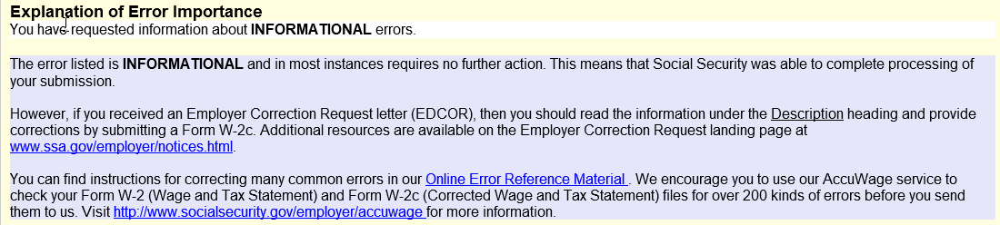 Explanation of Error Importance
You have requested information about INFORMATIONAL errors.
The error listed is INFORMATIONAL and in most instances requires no further action. This means that Social Security was able to complete processing of
your submission.
However, if you received an Employer Correction Request letter (EDCOR), then you should read the information under the Description heading and provide
corrections by submitting a Form W-2c. Additional resources are available on the Employer Correction Request landing page at
www.ssa.gov/employer/notices.html.
You can find instructions for correcting many common errors in our Online Error Reference Material . We encourage you to use our AccuWage service to
check your Form W-2 (Wage and Tax Statement) and Form W-2c (Corrected Wage and Tax Statement) files for over 200 kinds of errors before you send
them to us. Visit http://www.socialsecurity.gov/employer/accuwage for more information.